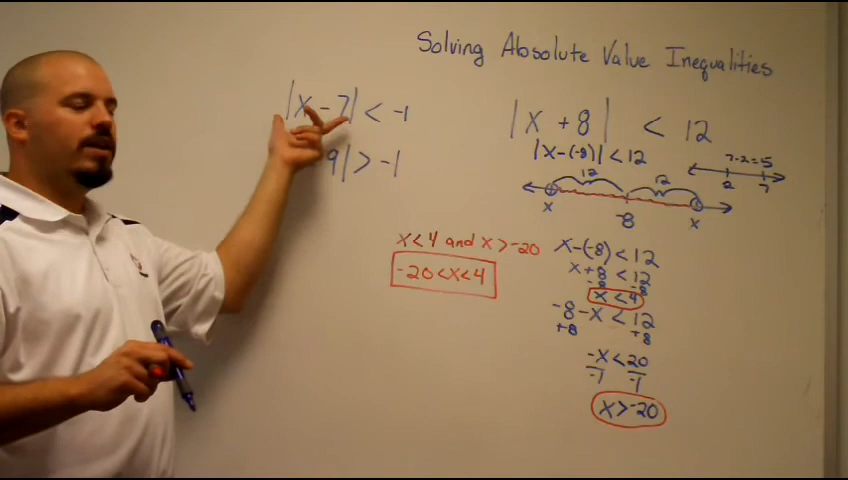 Solving Absolute Value Inequalities
|x - 7| < -1
9| > -1
|x + 8| < 12
|x-(-8)| < 12
7-2=5
2 7
12 12
x -8 x
x<4 and x>-20
-20<x<4
x-(-8)<12
x+8<12
-8 -8
x<4
-8-x<12
+8 +8
-x<20
-1 -1
x>-20